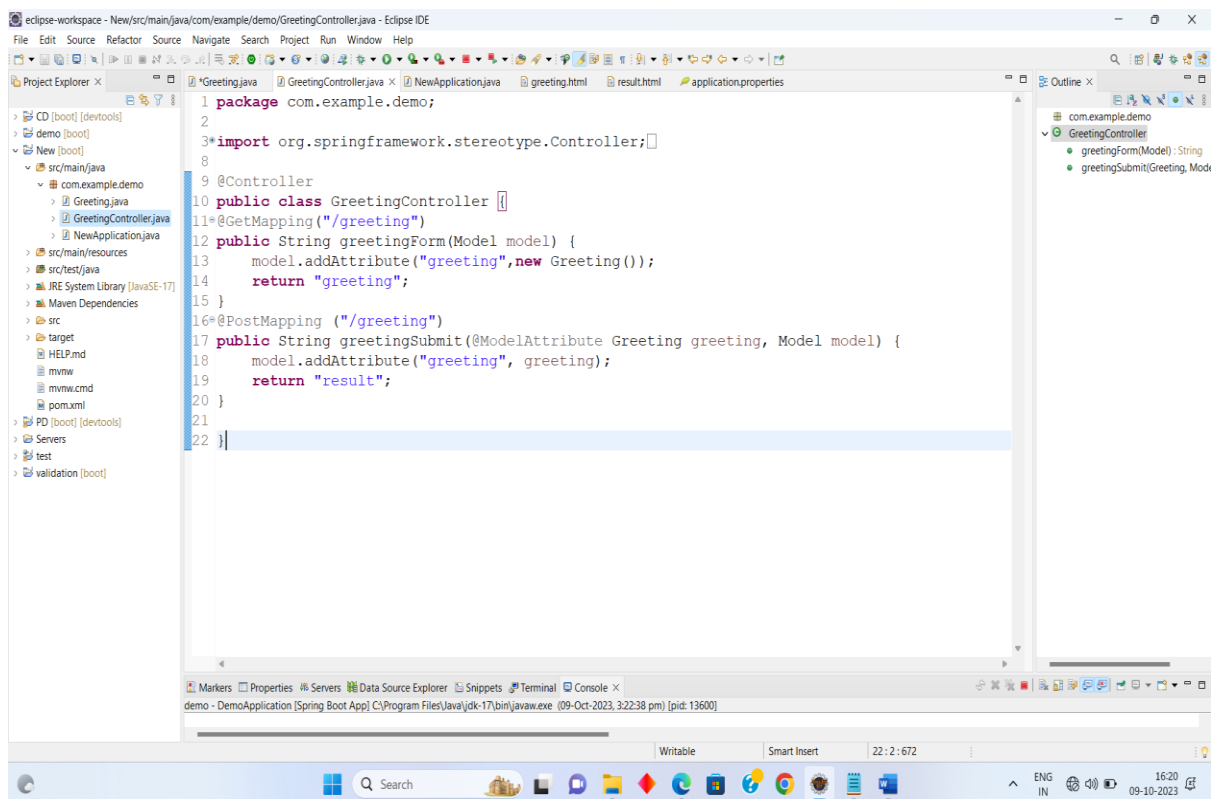 eclipse-workspace - New/src/main/java/com/example/demo/GreetingController.java - Eclipse IDE
File Edit Source Refactor Source Navigate Search Project Run Window Help
Project Explorer
*Greeting.java GreetingController.java NewApplication.java greeting.html result.html application.properties
Outline
CD [boot] [devtools]
demo [boot]
New [boot]
src/main/java
com.example.demo
Greeting.java
GreetingController.java
NewApplication.java
src/main/resources
src/test/java
JRE System Library [JavaSE-17]
Maven Dependencies
src
target
HELP.md
mvnw
mvnw.cmd
pom.xml
PD [boot] [devtools]
Servers
test
validation [boot]
1 package com.example.demo;
2
3 import org.springframework.stereotype.Controller;
8
9 @Controller
10 public class GreetingController {
11 @GetMapping("/greeting")
12 public String greetingForm(Model model) {
13 model.addAttribute("greeting",new Greeting());
14 return "greeting";
15 }
16 @PostMapping ("/greeting")
17 public String greetingSubmit(@ModelAttribute Greeting greeting, Model model) {
18 model.addAttribute("greeting", greeting);
19 return "result";
20 }
21
22 }
com.example.demo
GreetingController
greetingForm(Model) : String
greetingSubmit(Greeting, Mode
Markers Properties Servers Data Source Explorer Snippets Terminal Console
demo - DemoApplication [Spring Boot App] C:\Program Files\Java\jdk-17\bin\javaw.exe (09-Oct-2023, 3:22:38 pm) [pid: 13600]
Writable Smart Insert 22 : 2 : 672
Search
ENG
IN
16:20
09-10-2023